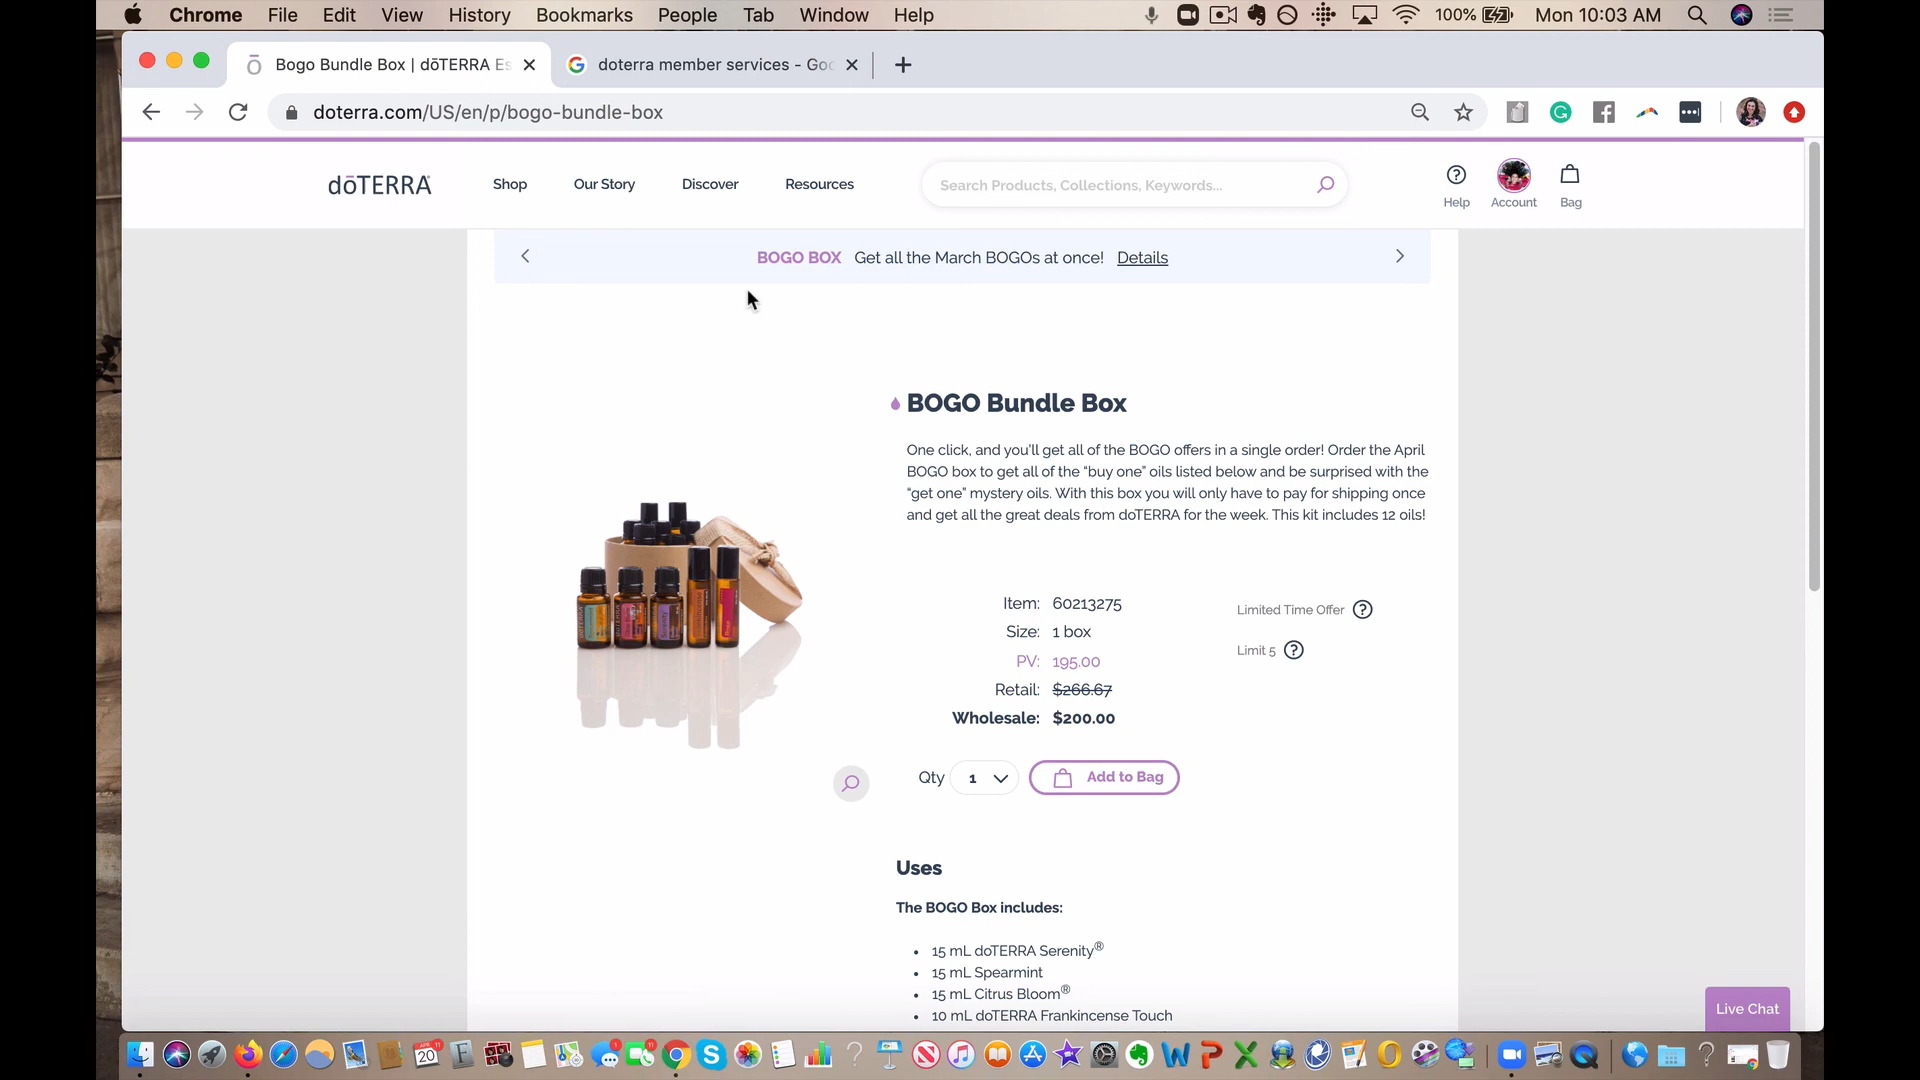 Chrome File Edit View History Bookmarks People Tab Window Help 100% Mon 10:03 AM
Bogo Bundle Box | dōTERRA Es doterra member services - Goo
doterra.com/US/en/p/bogo-bundle-box
dōTERRA Shop Our Story Discover Resources Search Products, Collections, Keywords... Help Account Bag
BOGO BOX Get all the March BOGOs at once! Details
BOGO Bundle Box
One click, and you'll get all of the BOGO offers in a single order! Order the April
BOGO box to get all of the "buy one" oils listed below and be surprised with the
"get one" mystery oils. With this box you will only have to pay for shipping once
and get all the great deals from doTERRA for the week. This kit includes 12 oils!
Item: 60213275 Limited Time Offer
Size: 1 box
PV: 195.00 Limit 5
Retail: $266.67
Wholesale: $200.00
Qty 1 Add to Bag
Uses
The BOGO Box includes:
• 15 mL doTERRA Serenity®
• 15 mL Spearmint
• 15 mL Citrus Bloom®
• 10 mL doTERRA Frankincense Touch
Live Chat
20